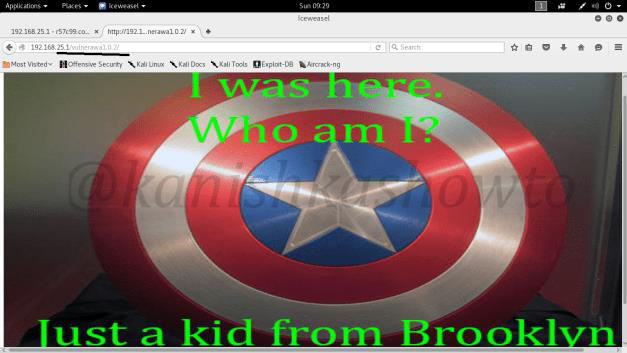 Applications
Places
Iceweasel
Sun 09:29
1
Iceweasel
192.168.25.1 - r57c99.co...
http://192.1...nerawa1.0.2/
192.168.25.1/vulnerawa1.0.2/
Search
Most Visited
Offensive Security
Kali Linux
Kali Docs
Kali Tools
Exploit-DB
Aircrack-ng
I was here.
Who am I?
@kanishkashowto
Just a kid from Brooklyn